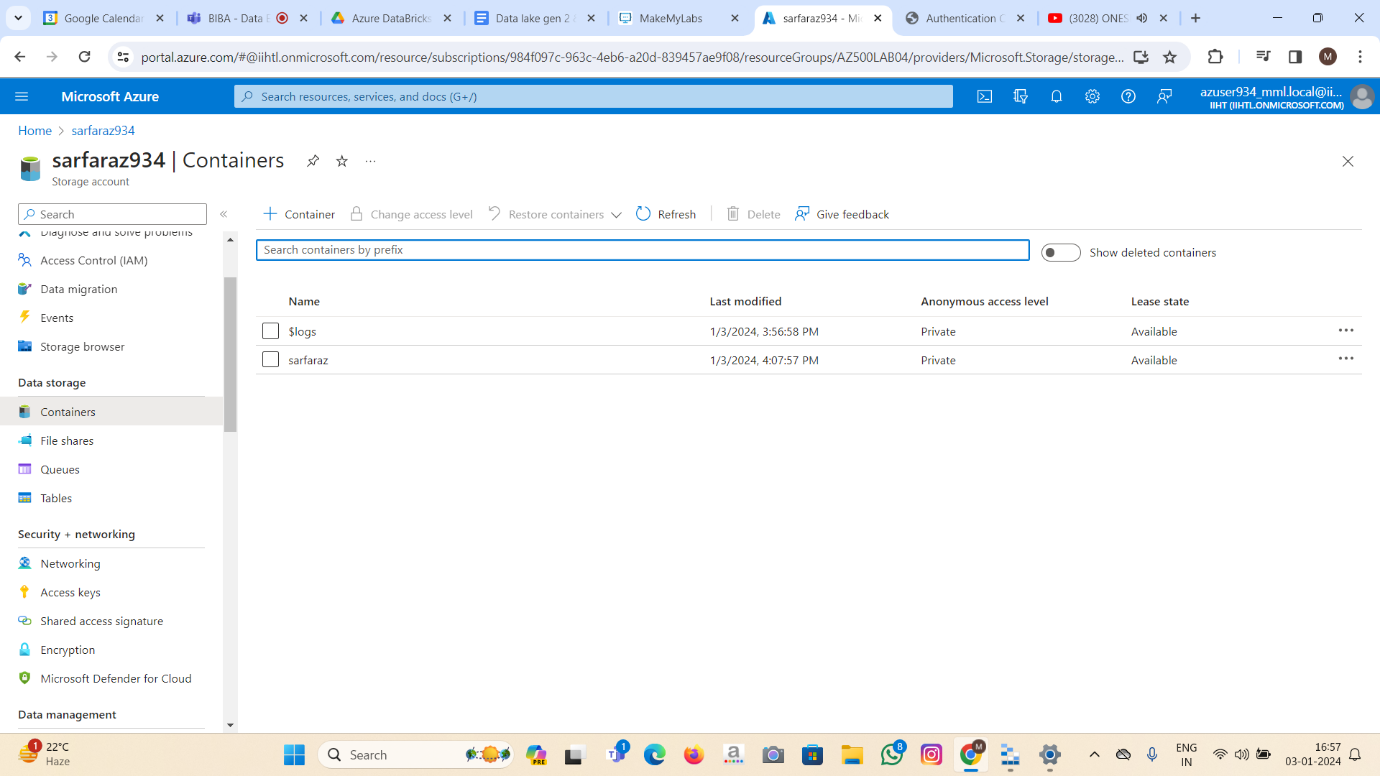 Google Calendar
BIBA - Data E
Azure DataBricks
Data lake gen 2 &
MakeMyLabs
sarfaraz934 - Mi
Authentication C
(3028) ONES
portal.azure.com/#@iihtl.onmicrosoft.com/resource/subscriptions/984f097c-963c-4eb6-a20d-839457ae9f08/resourceGroups/AZ500LAB04/providers/Microsoft.Storage/storage...
M
Microsoft Azure
Search resources, services, and docs (G+/)
azuser934_mml.local@ii...
IIHT (IIHTL.ONMICROSOFT.COM)
Home > sarfaraz934
sarfaraz934 | Containers
Storage account
Search
Container
Change access level
Restore containers
Refresh
Delete
Give feedback
Search containers by prefix
Show deleted containers
Name Last modified Anonymous access level Lease state
$logs 1/3/2024, 3:56:58 PM Private Available
sarfaraz 1/3/2024, 4:07:57 PM Private Available
Diagnose and solve problems
Access Control (IAM)
Data migration
Events
Storage browser
Data storage
Containers
File shares
Queues
Tables
Security + networking
Networking
Access keys
Shared access signature
Encryption
Microsoft Defender for Cloud
Data management
1
22°C
Haze
Search
PRE
1
a
8
M
ENG
IN
16:57
03-01-2024